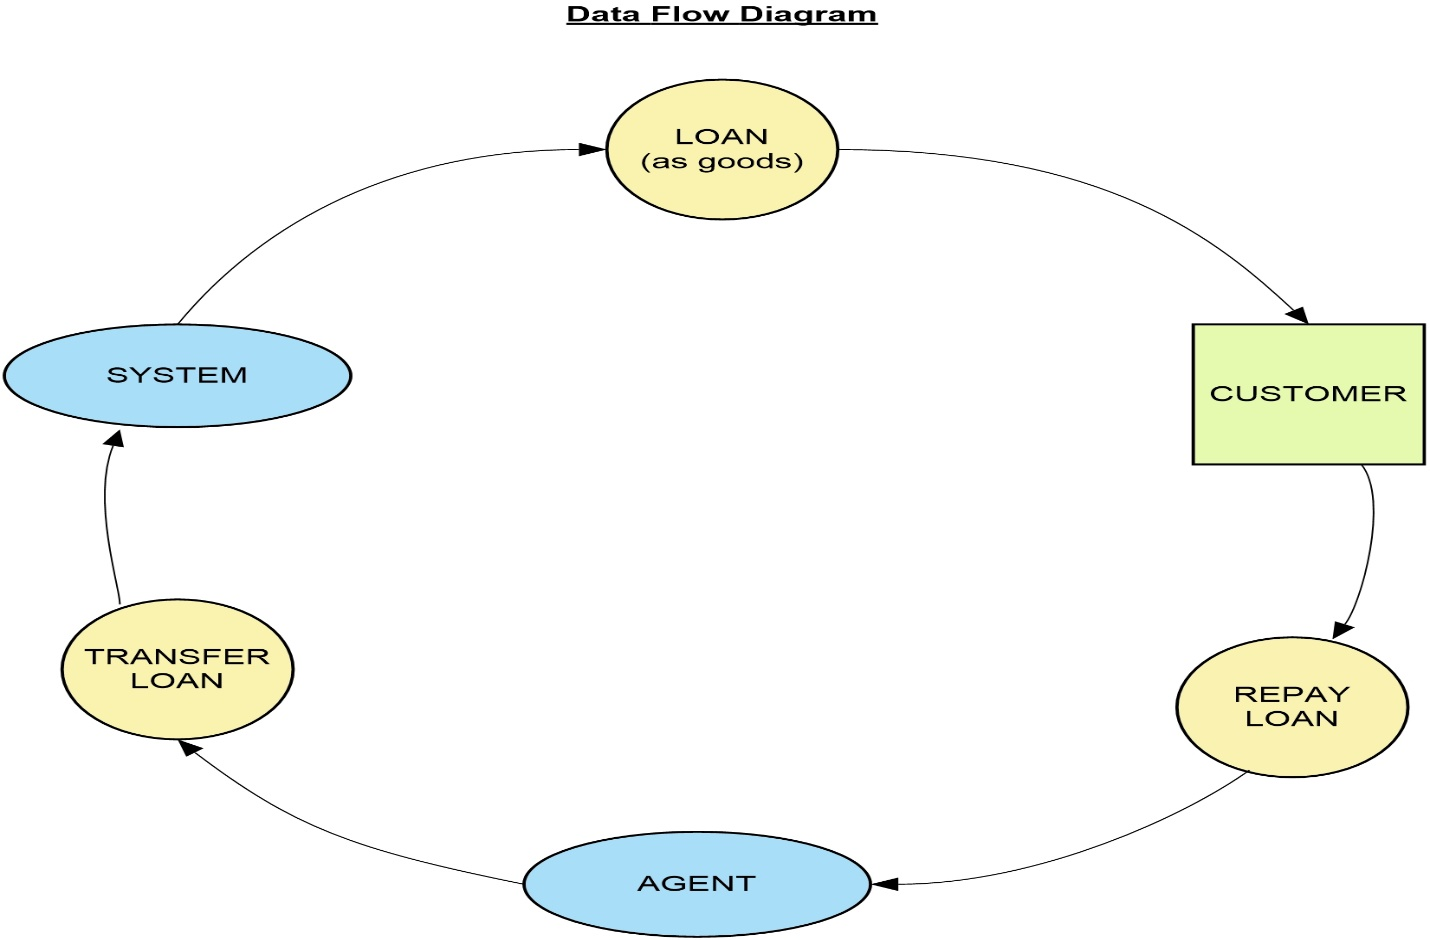 Data Flow Diagram
LOAN
(as goods)
SYSTEM
CUSTOMER
TRANSFER
LOAN
REPAY
LOAN
AGENT